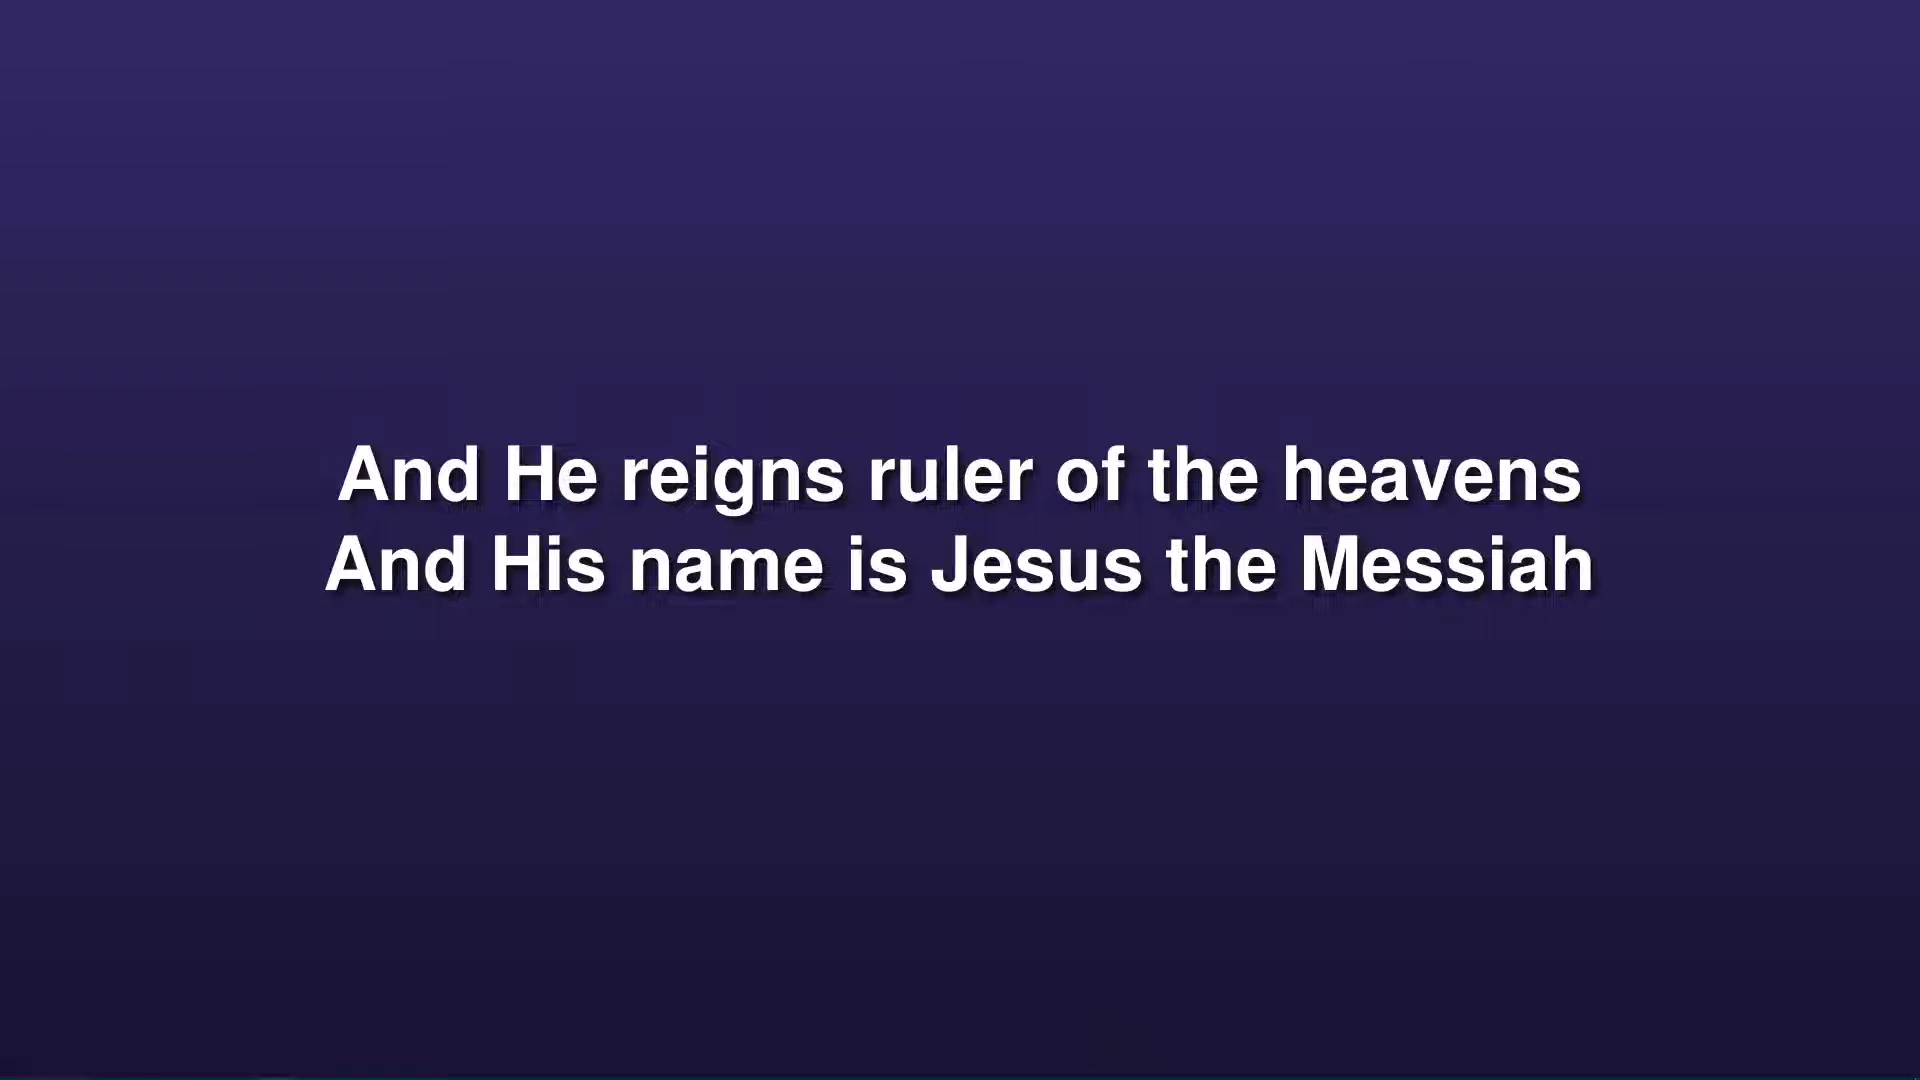 And He reigns ruler of the heavens
And His name is Jesus the Messiah